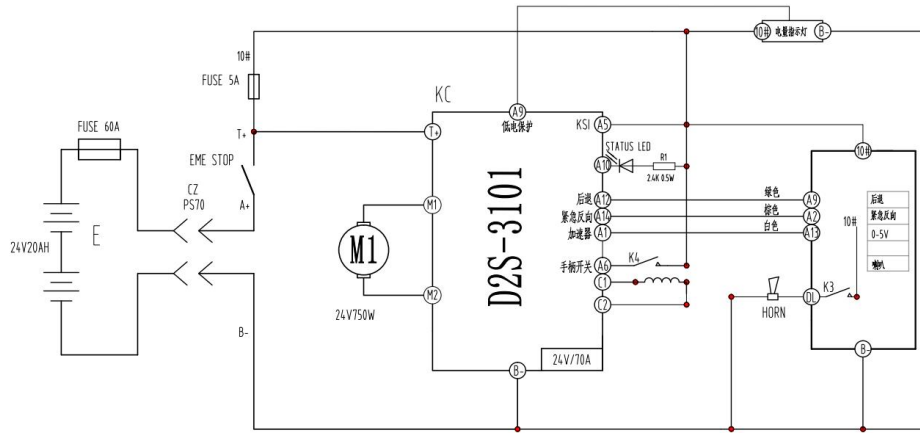 10#
电量指示灯
B-
10#
FUSE 5A
KC
A9
低电保护
KSI
A5
FUSE 60A
T+
T+
STATUS LED
EME STOP
A10
R1
2.4K 0.5W
10#
CZ
PS70
A+
M1
D2S-3101
后退
A12
绿色
A9
后退
紧急反向
A14
棕色
A2
紧急反向
加速器
A1
白色
A13
10#
0-5V
E
24V20AH
M1
手柄开关
A6
K4
喇叭
C1
M2
C2
DL
K3
24V750W
HORN
B-
24V/70A
B-
B-